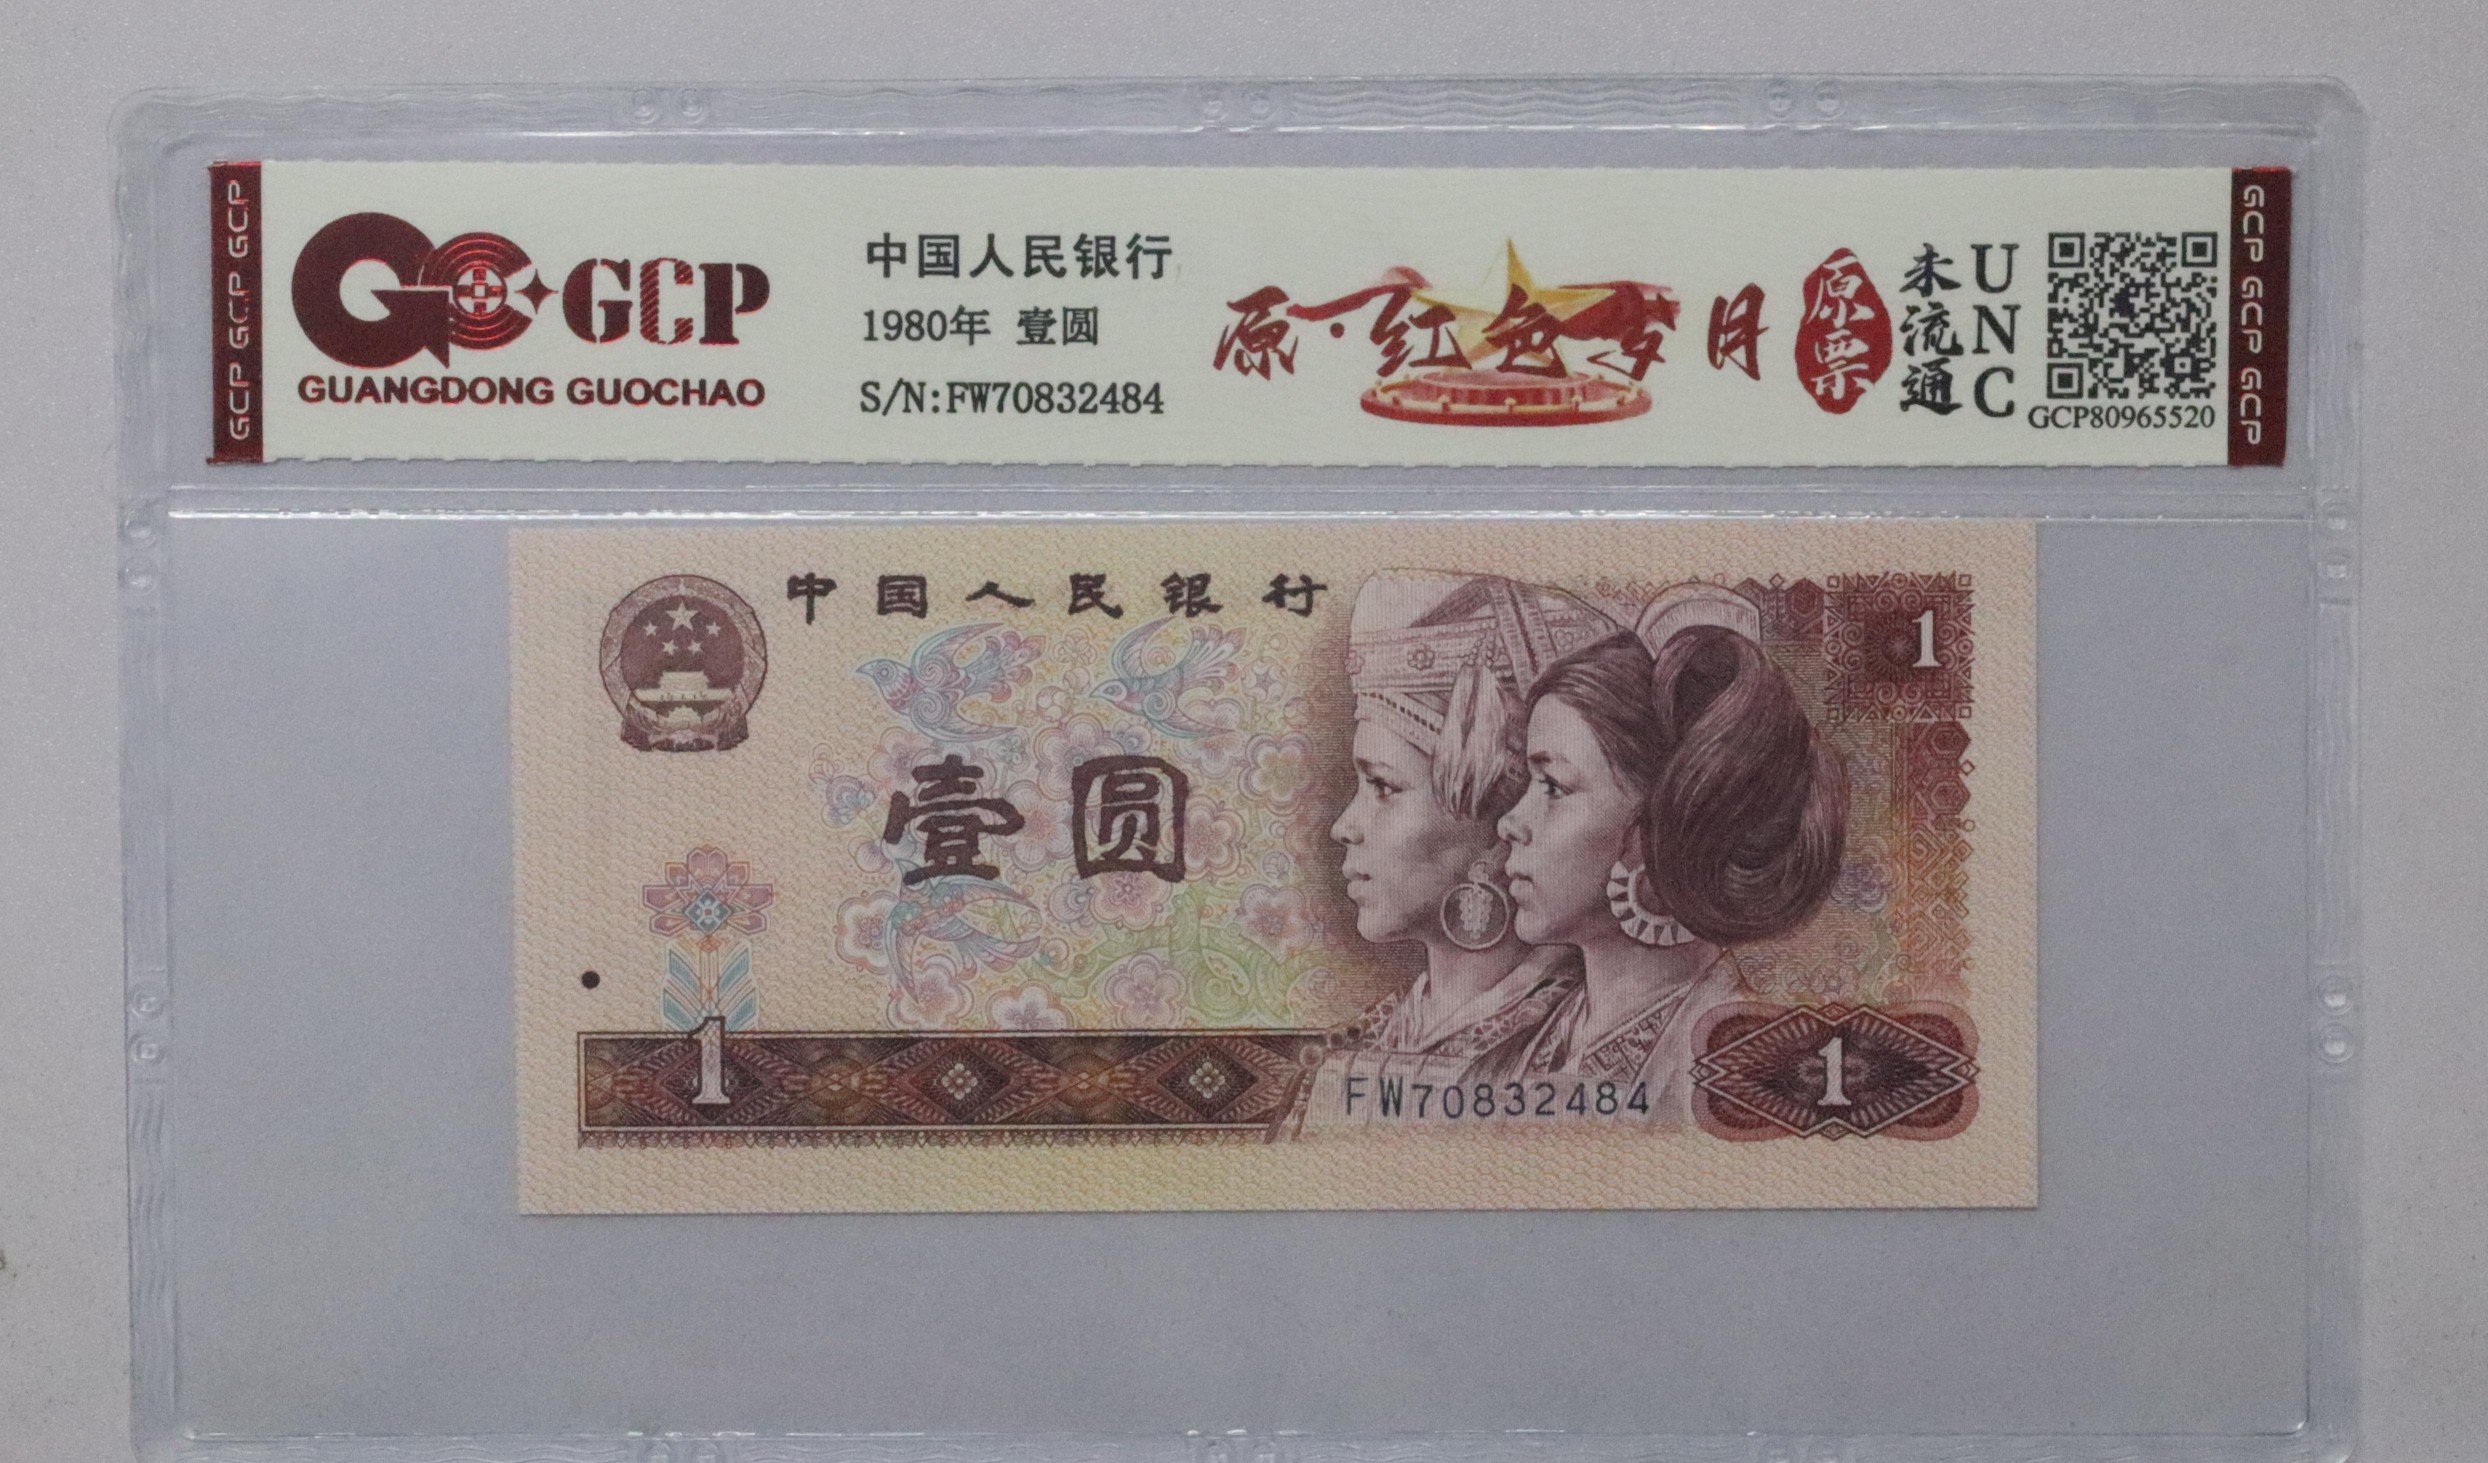 GCP GCP GCP
GCP
GUANGDONG GUOCHAO
中国人民银行
1980年 壹圆
S/N:FW70832484
原·红色岁月
原票
未流通
UNC
GCP80965520
GCP GCP GCP
中国人民银行
1
壹圆
1
FW70832484
1